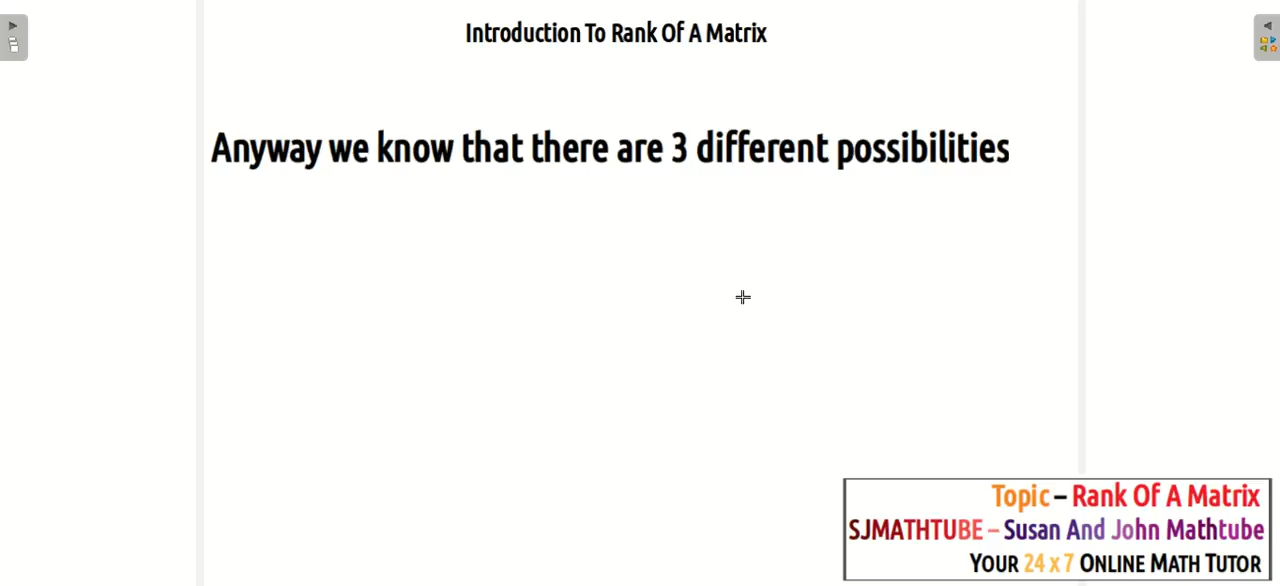 Introduction To Rank Of A Matrix
Anyway we know that there are 3 different possibilities
Topic – Rank Of A Matrix
SJMATHTUBE – Susan And John Mathtube
YOUR 24 x 7 ONLINE MATH TUTOR